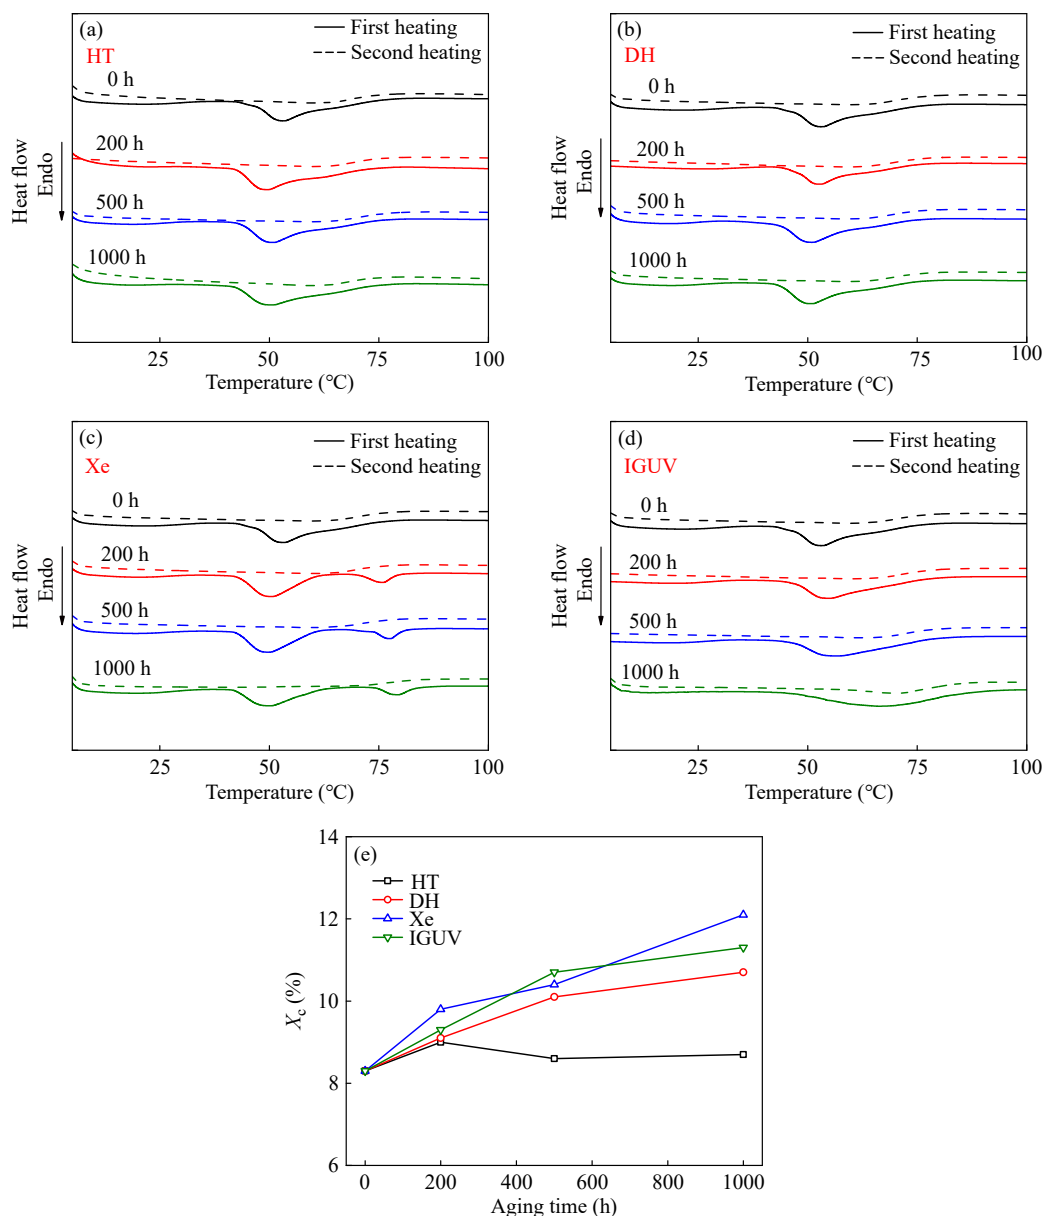 (a)
HT
First heating
Second heating
0 h
200 h
500 h
1000 h
Heat flow
Endo
25 50 75 100
Temperature (℃)
(b)
DH
First heating
Second heating
0 h
200 h
500 h
1000 h
Heat flow
Endo
25 50 75 100
Temperature (℃)
(c)
Xe
First heating
Second heating
0 h
200 h
500 h
1000 h
Heat flow
Endo
25 50 75 100
Temperature (℃)
(d)
IGUV
First heating
Second heating
0 h
200 h
500 h
1000 h
Heat flow
Endo
25 50 75 100
Temperature (℃)
(e)
HT
DH
Xe
IGUV
14
12
10
8
6
Xc (%)
0 200 400 600 800 1000
Aging time (h)